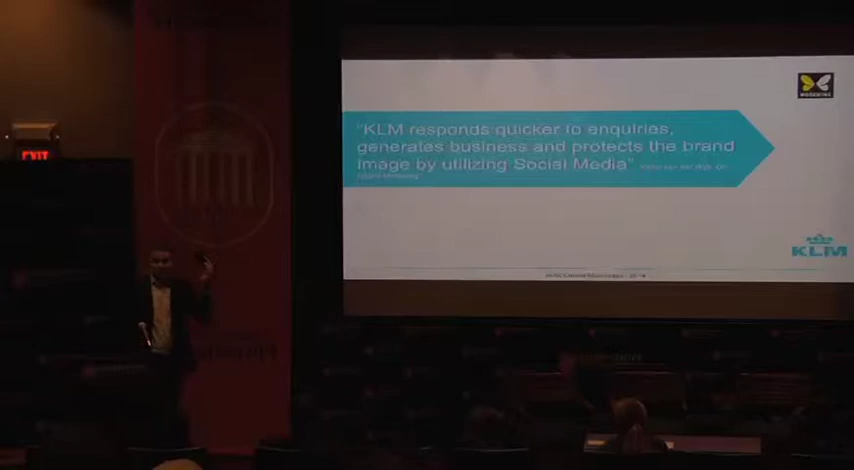 EXIT
"KLM responds quicker to enquiries,
generates business and protects the brand
image by utilizing Social Media"
KLM